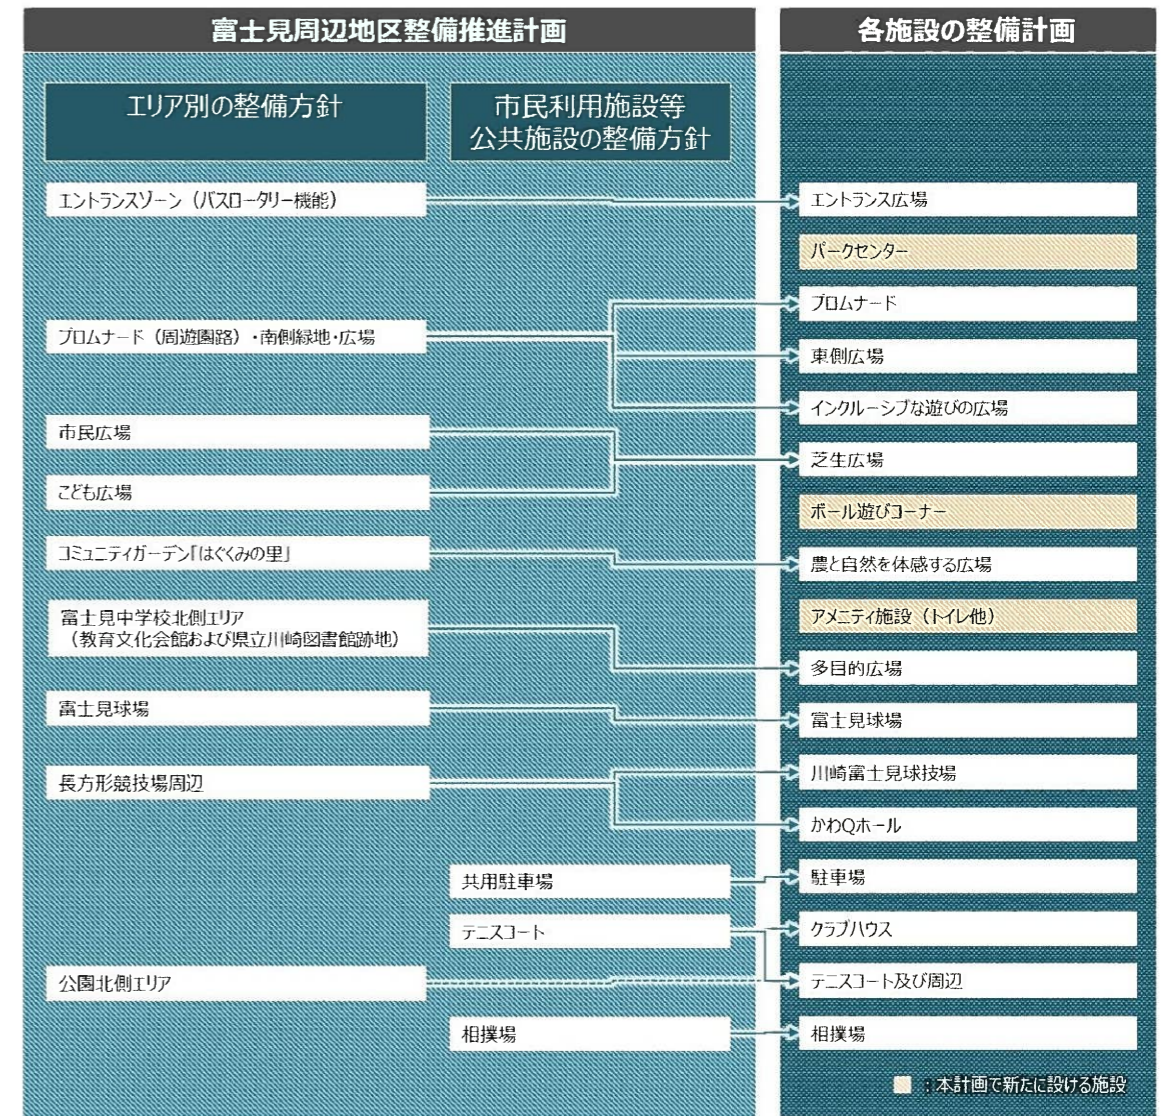 富士見周辺地区整備推進計画
各施設の整備計画
エリア別の整備方針
市民利用施設等
公共施設の整備方針
エントランスゾーン（バスロータリー機能）
プロムナード（周遊園路）・南側緑地・広場
市民広場
こども広場
コミュニティガーデン「はぐくみの里」
富士見中学校北側エリア
（教育文化会館および県立川崎図書館跡地）
富士見球場
長方形競技場周辺
共用駐車場
テニスコート
公園北側エリア
相撲場
エントランス広場
パークセンター
プロムナード
東側広場
インクルーシブな遊びの広場
芝生広場
ボール遊びコーナー
農と自然を体感する広場
アメニティ施設（トイレ他）
多目的広場
富士見球場
川崎富士見球技場
かわQホール
駐車場
クラブハウス
テニスコート及び周辺
相撲場
：本計画で新たに設ける施設